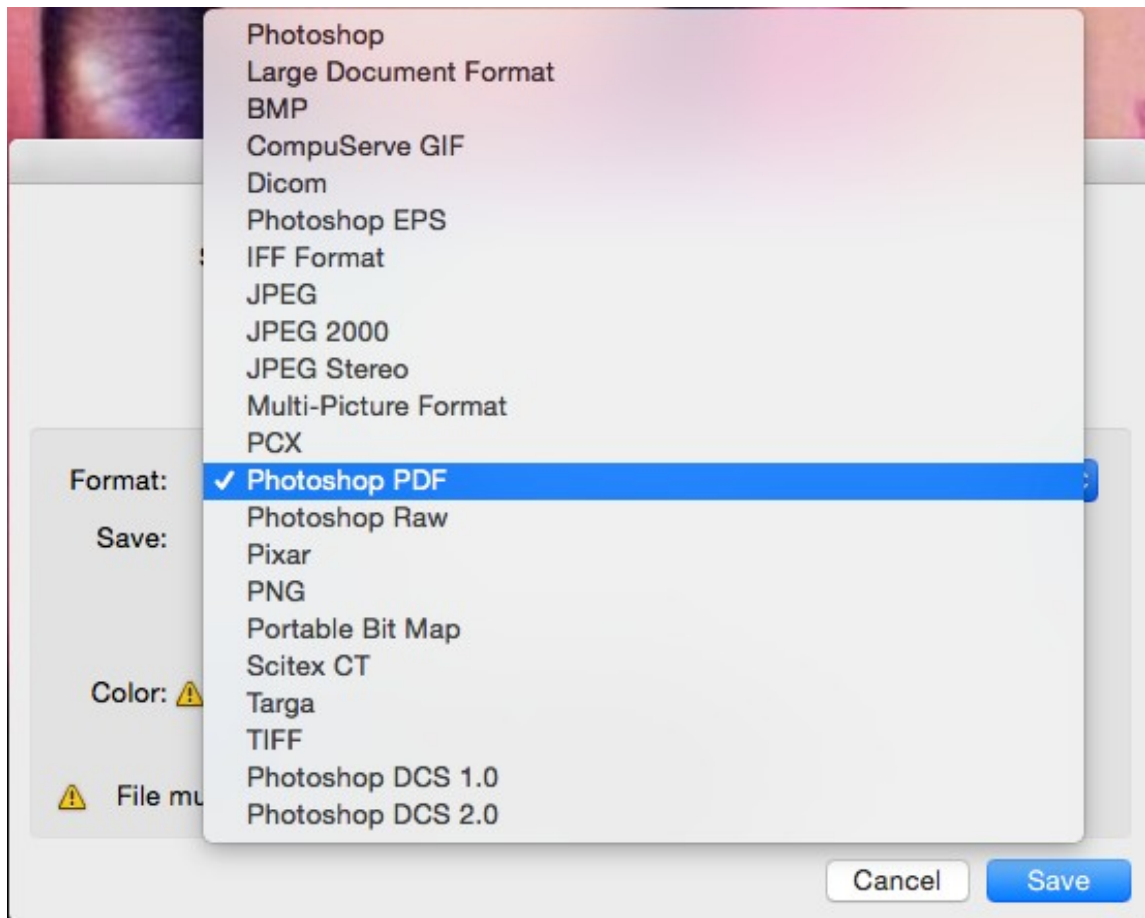 Photoshop
Large Document Format
BMP
CompuServe GIF
Dicom
Photoshop EPS
IFF Format
JPEG
JPEG 2000
JPEG Stereo
Multi-Picture Format
PCX
Format: ✓ Photoshop PDF
Photoshop Raw
Save:
Pixar
PNG
Portable Bit Map
Scitex CT
Color:
Targa
TIFF
Photoshop DCS 1.0
File
Photoshop DCS 2.0
Cancel Save